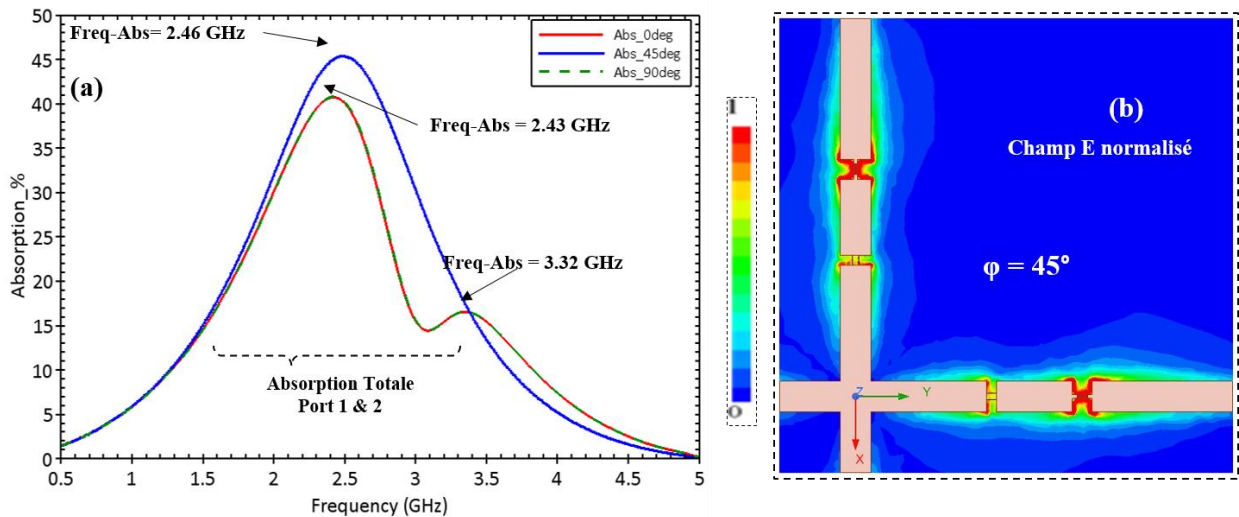 50
45
40
35
30
25
20
15
10
5
0
Absorption_%
Freq-Abs= 2.46 GHz
(a)
Abs_0deg
Abs_45deg
Abs_90deg
Freq-Abs = 2.43 GHz
Freq-Abs = 3.32 GHz
Absorption Totale
Port 1 & 2
0.5 1 1.5 2 2.5 3 3.5 4 4.5 5
Frequency (GHz)
1
0
(b)
Champ E normalisé
φ = 45°
Z
Y
X